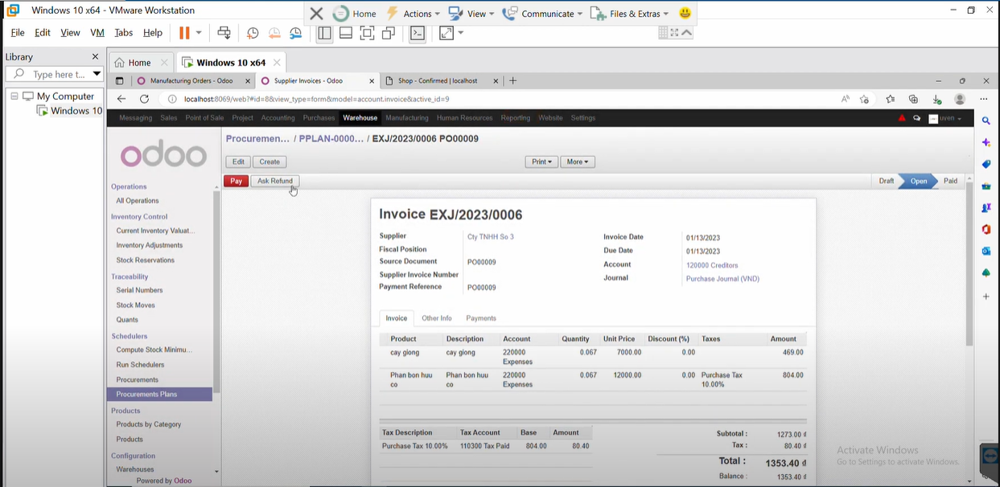 Windows 10 x64 - VMware Workstation
Home Actions View Communicate Files & Extras
File Edit View VM Tabs Help
Library
Home
Windows 10 x64
Type here t...
Manufacturing Orders - Odoo
Supplier Invoices - Odoo
Shop - Confirmed | localhost
My Computer
Windows 10
localhost:8069/web?#id=8&view_type=form&model=account.invoice&active_id=9
Messaging Sales Point of Sale Project Accounting Purchases Warehouse Manufacturing Human Resources Reporting Website Settings
uyen
odoo
Procuremen... / PPLAN-0000... / EXJ/2023/0006 PO00009
Edit Create Print More
Pay Ask Refund Draft Open Paid
Operations
All Operations
Inventory Control
Current Inventory Valuat...
Inventory Adjustments
Stock Reservations
Traceability
Serial Numbers
Stock Moves
Quants
Schedulers
Compute Stock Minimu...
Run Schedulers
Procurements
Procurements Plans
Products
Products by Category
Products
Configuration
Warehouses
Powered by Odoo
Invoice EXJ/2023/0006
Supplier Cty TNHH So 3
Fiscal Position
Source Document PO00009
Supplier Invoice Number
Payment Reference PO00009
Invoice Date 01/13/2023
Due Date 01/13/2023
Account 120000 Creditors
Journal Purchase Journal (VND)
Invoice Other Info Payments
Product Description Account Quantity Unit Price Discount (%) Taxes Amount
cay giong cay giong 220000 0.067 7000.00 0.00 469.00
Expenses
Phan bon huu Phan bon huu 220000 0.067 12000.00 0.00 Purchase Tax 804.00
co co Expenses 10.00%
Tax Description Tax Account Base Amount
Purchase Tax 10.00% 110300 Tax Paid 804.00 80.40
Subtotal : 1273.00 đ
Tax : 80.40 đ
Total : 1353.40 đ
Balance : 1353.40 đ
Activate Windows
Go to Settings to activate Windows.